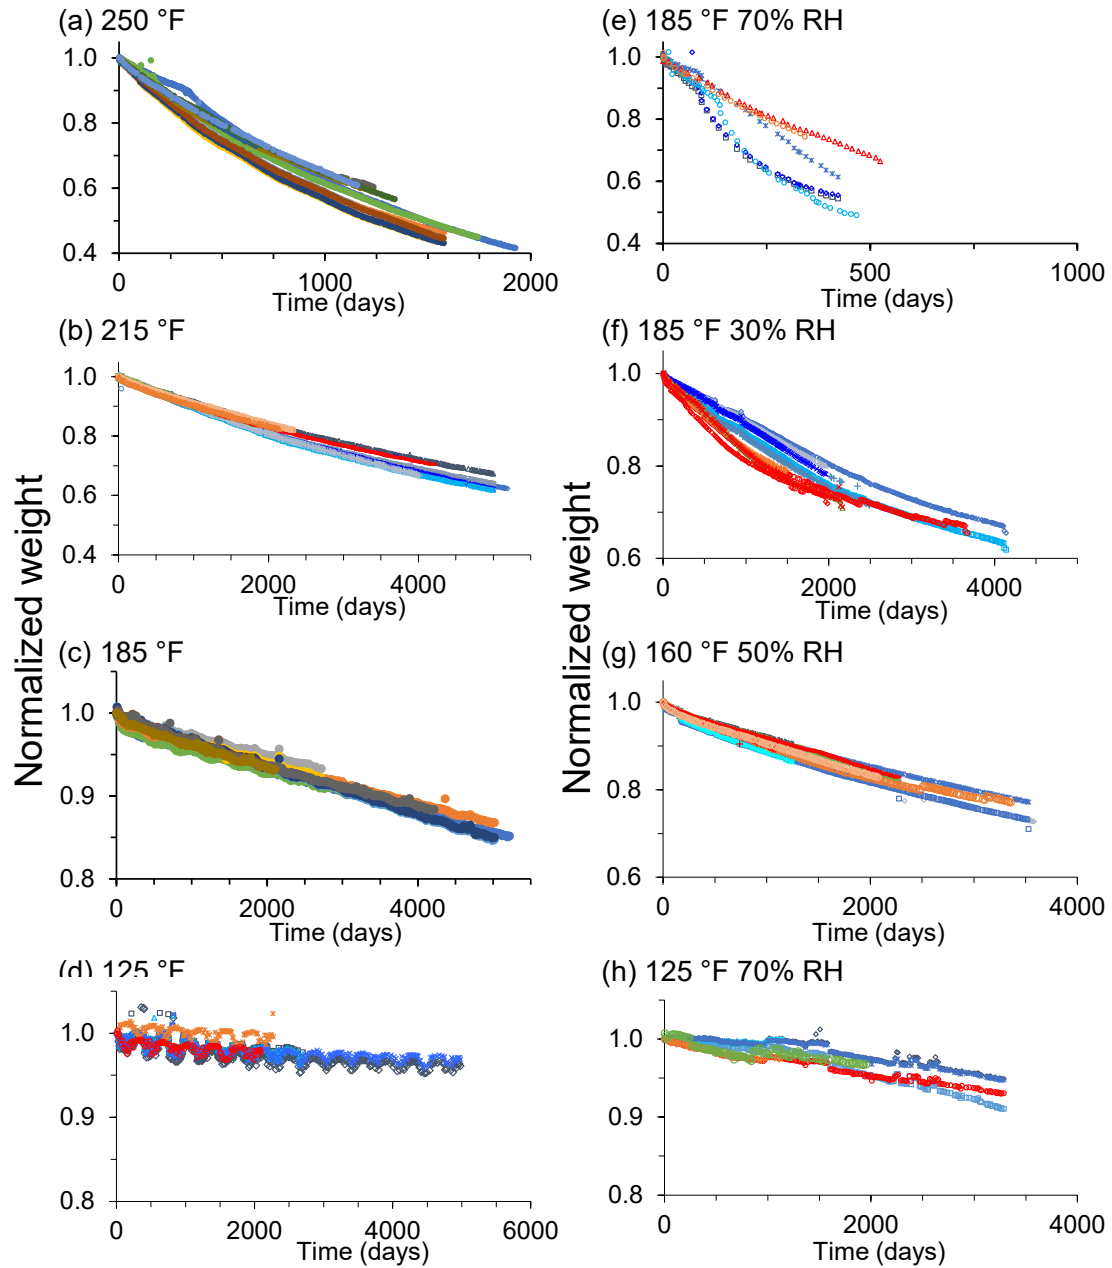 (a) 250 °F
1.0
0.8
0.6
0.4
0
1000
2000
Time (days)
(b) 215 °F
1.0
0.8
0.6
0.4
0
2000
4000
Time (days)
Normalized weight
(c) 185 °F
1.0
0.9
0.8
0
2000
4000
Time (days)
(d) 125 °F
1.0
0.9
0.8
0
2000
4000
6000
Time (days)
(e) 185 °F 70% RH
1.0
0.8
0.6
0.4
0
500
1000
Time (days)
(f) 185 °F 30% RH
1.0
0.8
0.6
0
2000
4000
Time (days)
Normalized weight
(g) 160 °F 50% RH
1.0
0.8
0.6
0
2000
4000
Time (days)
(h) 125 °F 70% RH
1.0
0.9
0.8
0
2000
4000
Time (days)